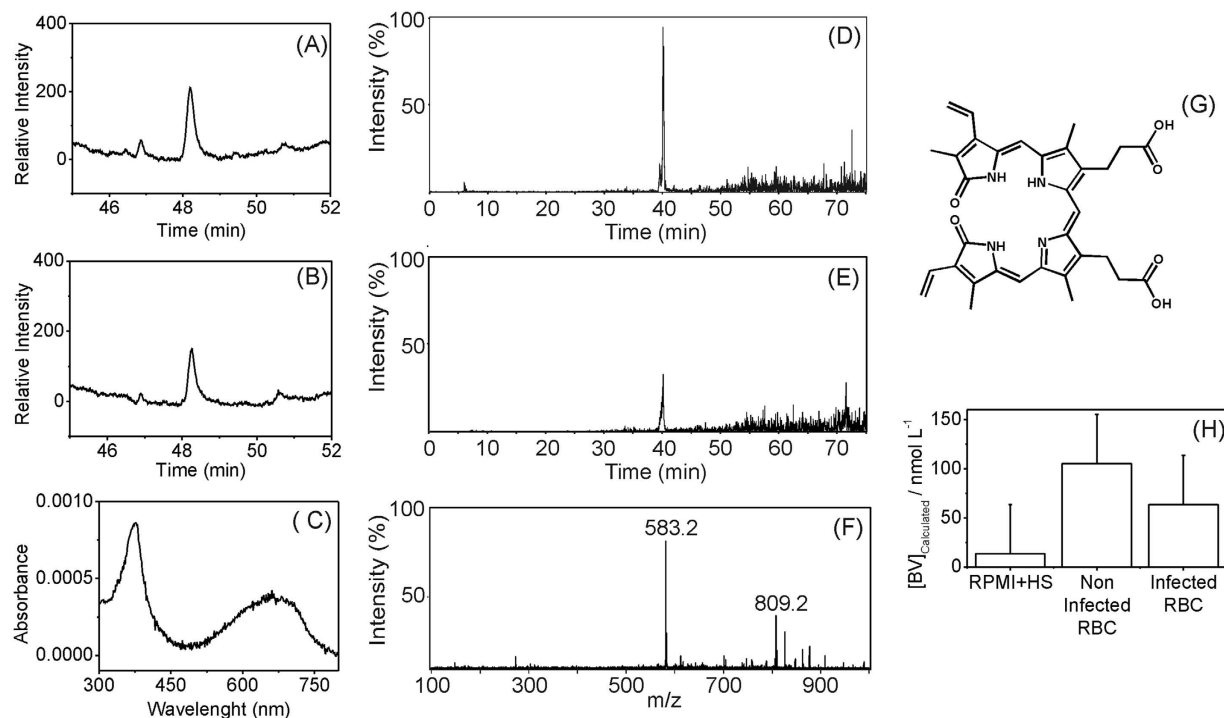 400
200
0
Relative Intensity
(A)
46 48 50 52
Time (min)
400
200
0
Relative Intensity
(B)
46 48 50 52
Time (min)
0.0010
0.0005
0.0000
Absorbance
( C)
300 450 600 750
Wavelenght (nm)
100
50
Intensity (%)
(D)
0 10 20 30 40 50 60 70
Time (min)
100
50
Intensity (%)
(E)
0 10 20 30 40 50 60 70
Time (min)
100
50
Intensity (%)
(F)
583.2
809.2
100 300 500 700 900
m/z
(G)
OH
O
NH HN
O
O
NH N
O
OH
(H)
150
100
50
0
[BV]Calculated / nmol L⁻¹
RPMI+HS
Non
Infected
RBC
Infected
RBC